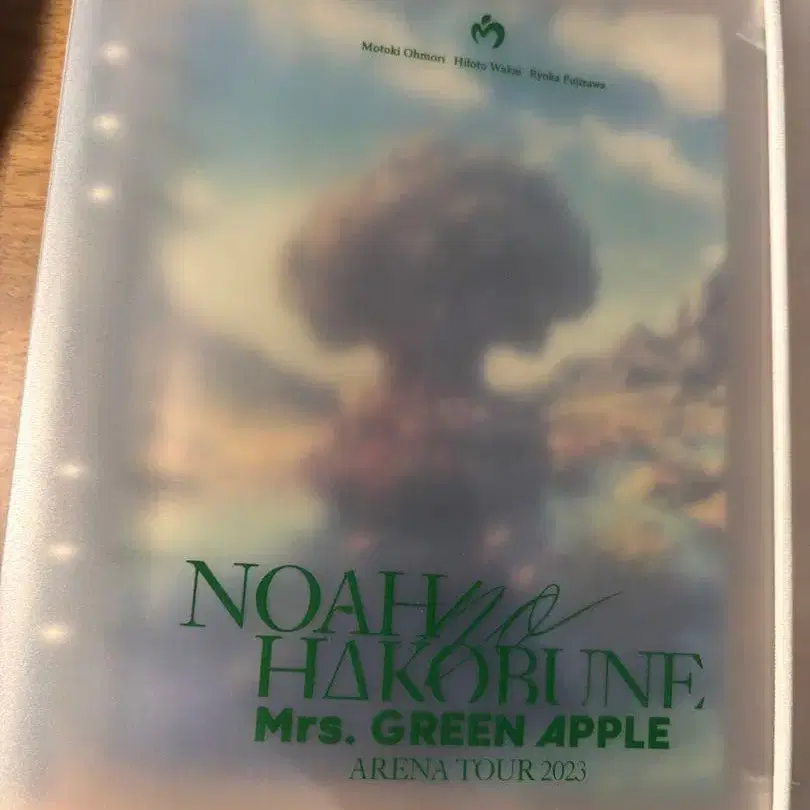 Motoki Ohmori Hiroto Wakai Ryoka Fujisawa
NOAH no
HAKOBUNE
Mrs. GREEN APPLE
ARENA TOUR 2023